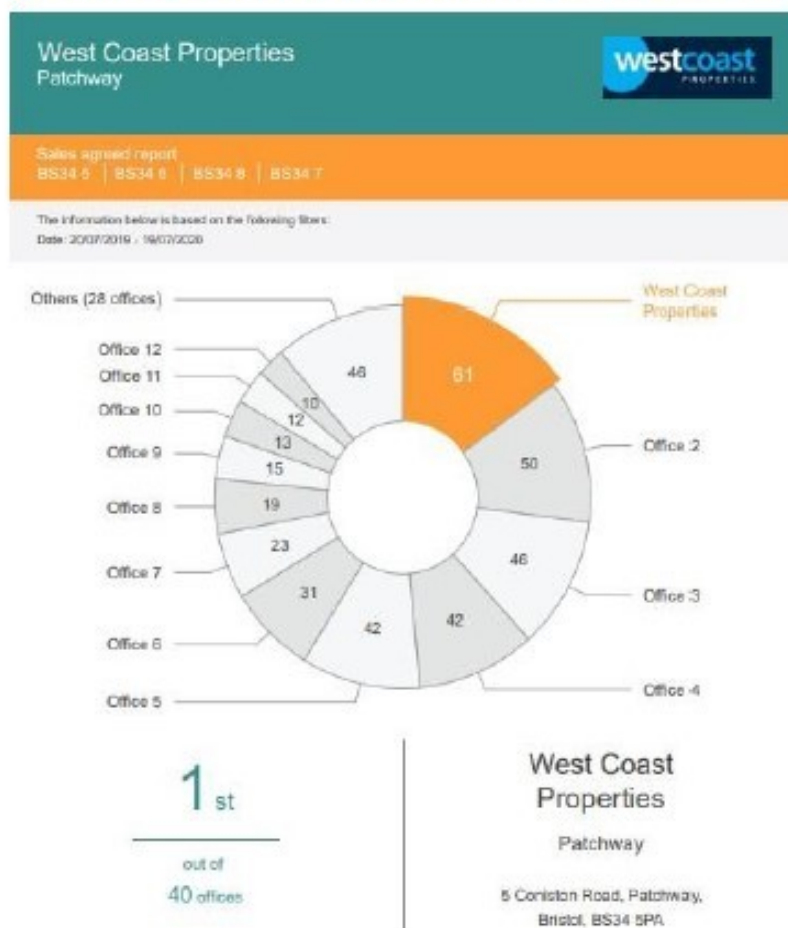 West Coast Properties
Patchway
westcoast
PROPERTIES
Sales agreed report
BS34 5 | BS34 6 | BS34 8 | BS34 7
The information below is based on the following filters:
Date: 20/07/2019 - 19/07/2020
Others (28 offices)
46
West Coast
Properties
61
Office 12
10
Office 11
12
Office 10
13
Office 9
15
Office 8
19
Office 7
23
Office 6
31
Office 5
42
Office 2
50
Office 3
46
Office 4
42
1 st
out of
40 offices
West Coast
Properties
Patchway
5 Coniston Road, Patchway,
Bristol, BS34 5PA